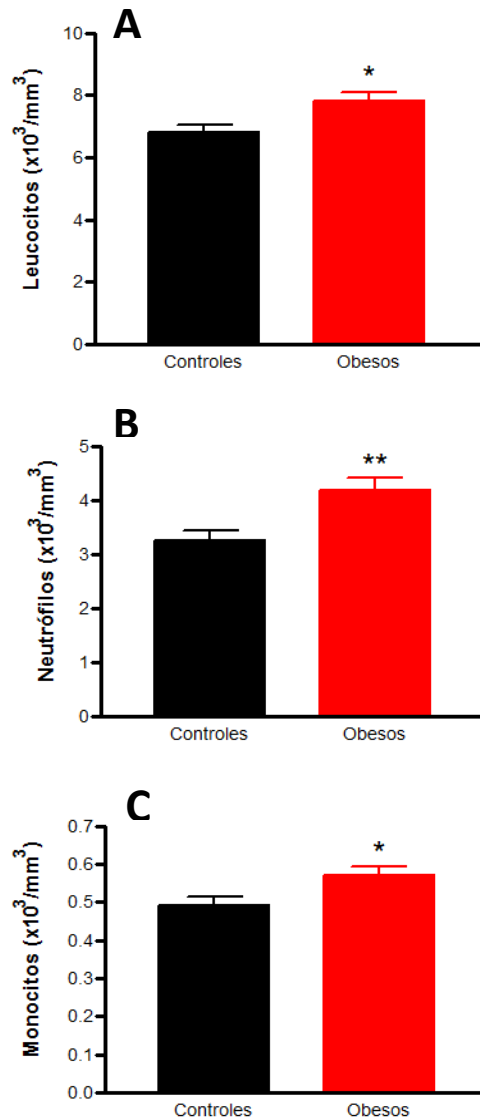 A
Leucocitos (x10³/mm³)
10
8
6
4
2
0
*
Controles Obesos
B
Neutrófilos (x10³/mm³)
5
4
3
2
1
0
**
Controles Obesos
C
Monocitos (x10³/mm³)
0.7
0.6
0.5
0.4
0.3
0.2
0.1
0.0
*
Controles Obesos